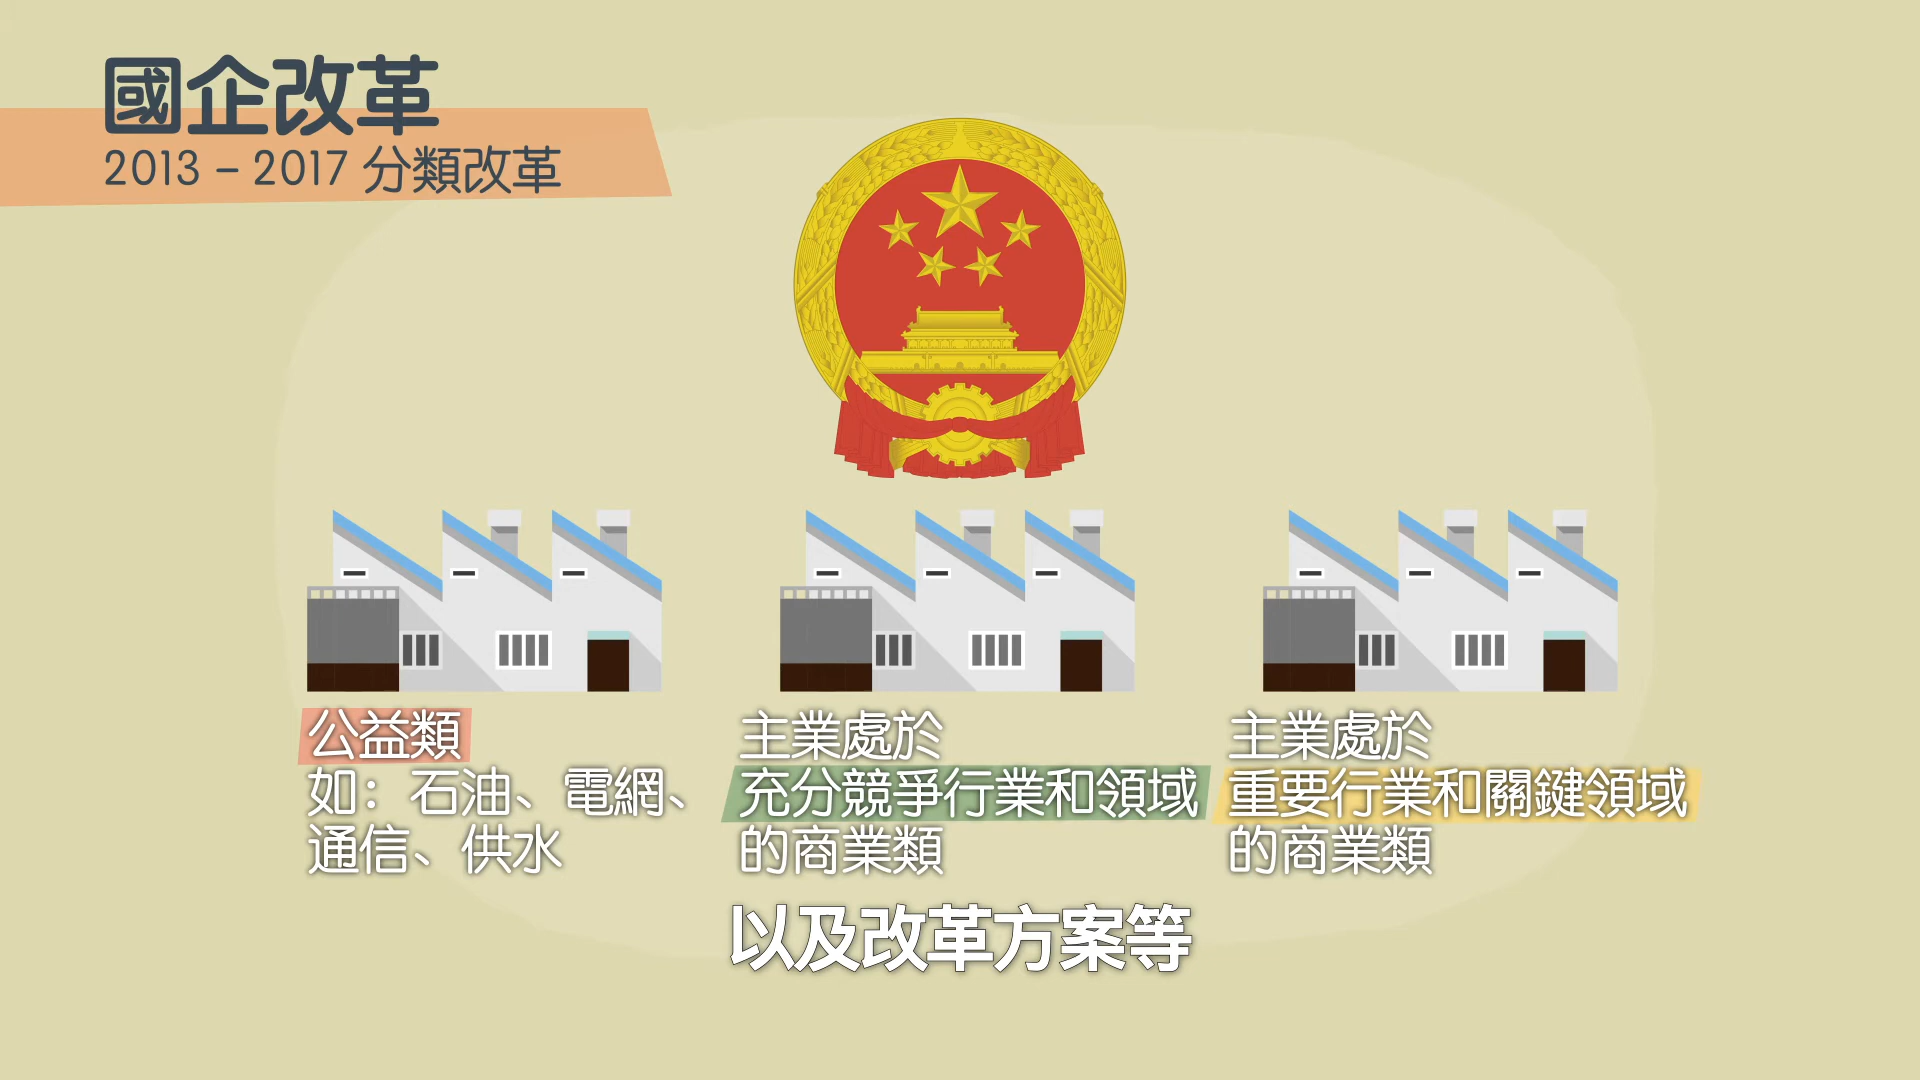 國企改革
2013 – 2017 分類改革
公益類
如：石油、電網、
通信、供水
主業處於
充分競爭行業和領域
的商業類
主業處於
重要行業和關鍵領域
的商業類
以及改革方案等